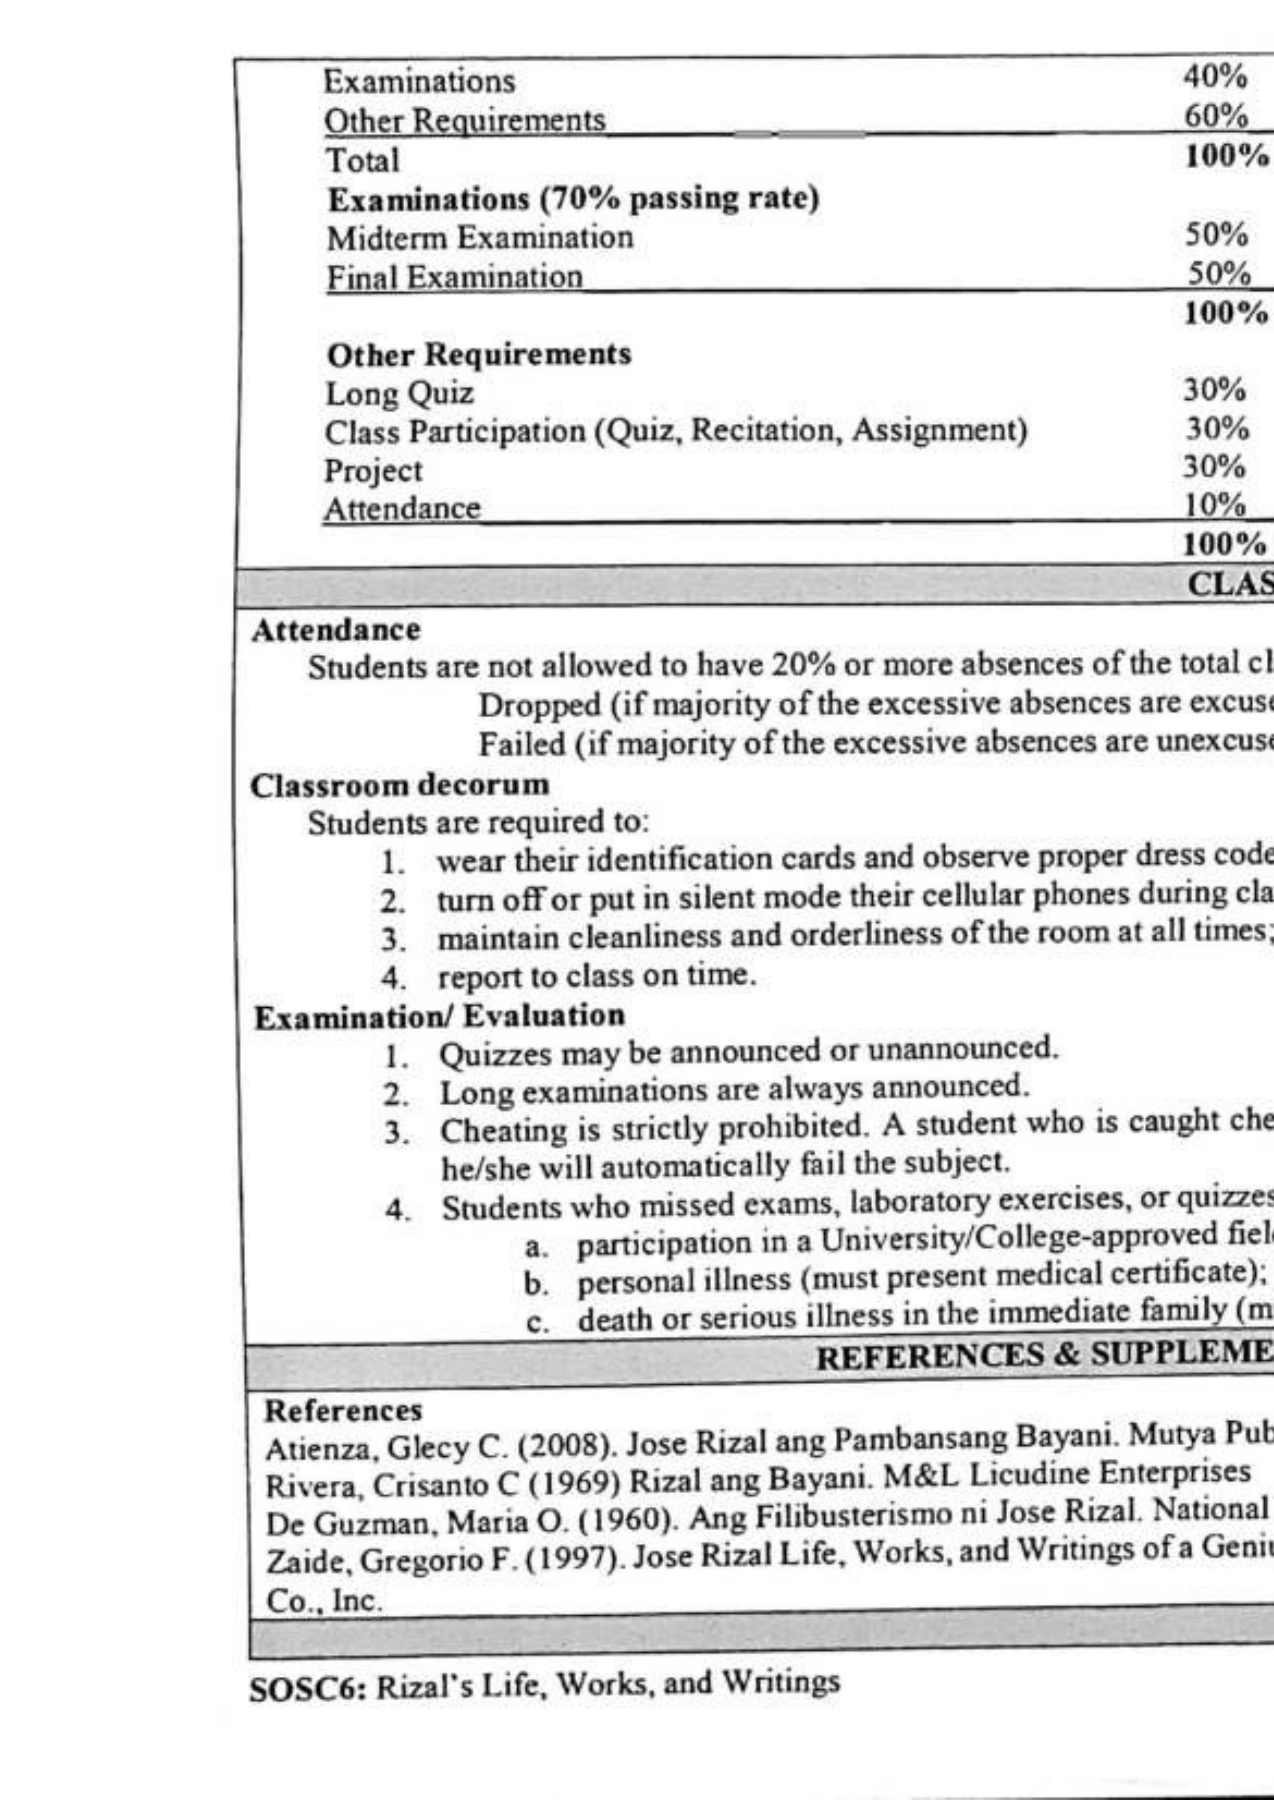 Examinations 40%
Other Requirements 60%
Total 100%
Examinations (70% passing rate)
Midterm Examination 50%
Final Examination 50%
100%
Other Requirements
Long Quiz 30%
Class Participation (Quiz, Recitation, Assignment) 30%
Project 30%
Attendance 10%
100%
CLAS
Attendance
Students are not allowed to have 20% or more absences of the total cl
Dropped (if majority of the excessive absences are excuse
Failed (if majority of the excessive absences are unexcuse
Classroom decorum
Students are required to:
1. wear their identification cards and observe proper dress code
2. turn off or put in silent mode their cellular phones during cla
3. maintain cleanliness and orderliness of the room at all times;
4. report to class on time.
Examination/ Evaluation
1. Quizzes may be announced or unannounced.
2. Long examinations are always announced.
3. Cheating is strictly prohibited. A student who is caught che
he/she will automatically fail the subject.
4. Students who missed exams, laboratory exercises, or quizzes
a. participation in a University/College-approved fiel
b. personal illness (must present medical certificate);
c. death or serious illness in the immediate family (m
REFERENCES & SUPPLEME
References
Atienza, Glecy C. (2008). Jose Rizal ang Pambansang Bayani. Mutya Pub
Rivera, Crisanto C (1969) Rizal ang Bayani. M&L Licudine Enterprises
De Guzman, Maria O. (1960). Ang Filibusterismo ni Jose Rizal. National
Zaide, Gregorio F. (1997). Jose Rizal Life, Works, and Writings of a Geniu
Co., Inc.
SOSC6: Rizal's Life, Works, and Writings